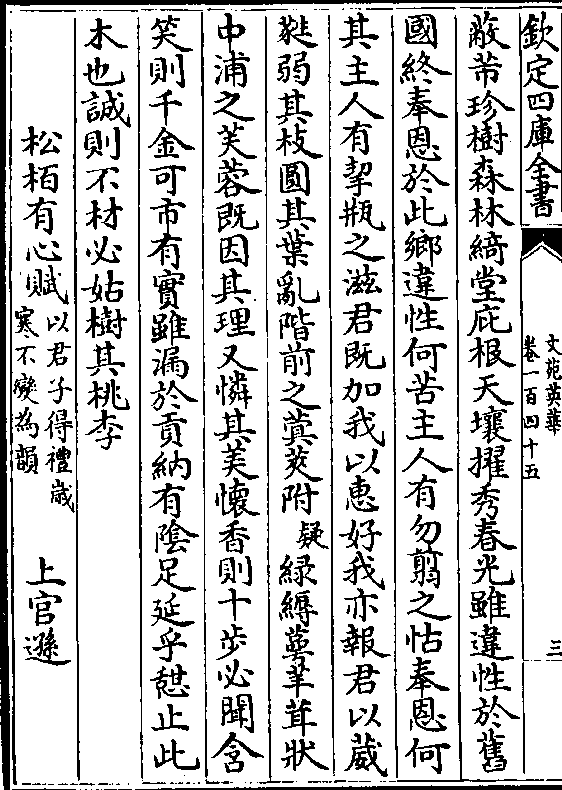 欽定四庫全書
文苑英華
卷一百四十五
三
蔽芾珍樹森林綺堂庇根天壤擢秀春光雖違性於舊
國終奉恩於此鄉違性何苦主人有勿翦之怙奉恩何
其主人有挈瓶之滋君既加我以惠好我亦報君以葳
蕤弱其枝圓其葉亂階前之蓂莢附疑緑縟萼𦭘茸狀
中浦之芙蓉既因其理又憐其美懷香則十步必聞含
笑則千金可市有實雖漏於貢納有陰足延乎憇止此
木也誠則不材必姑樹其桃李
松栢有心賦以君子得禮歲寒不變為韻 上官遜